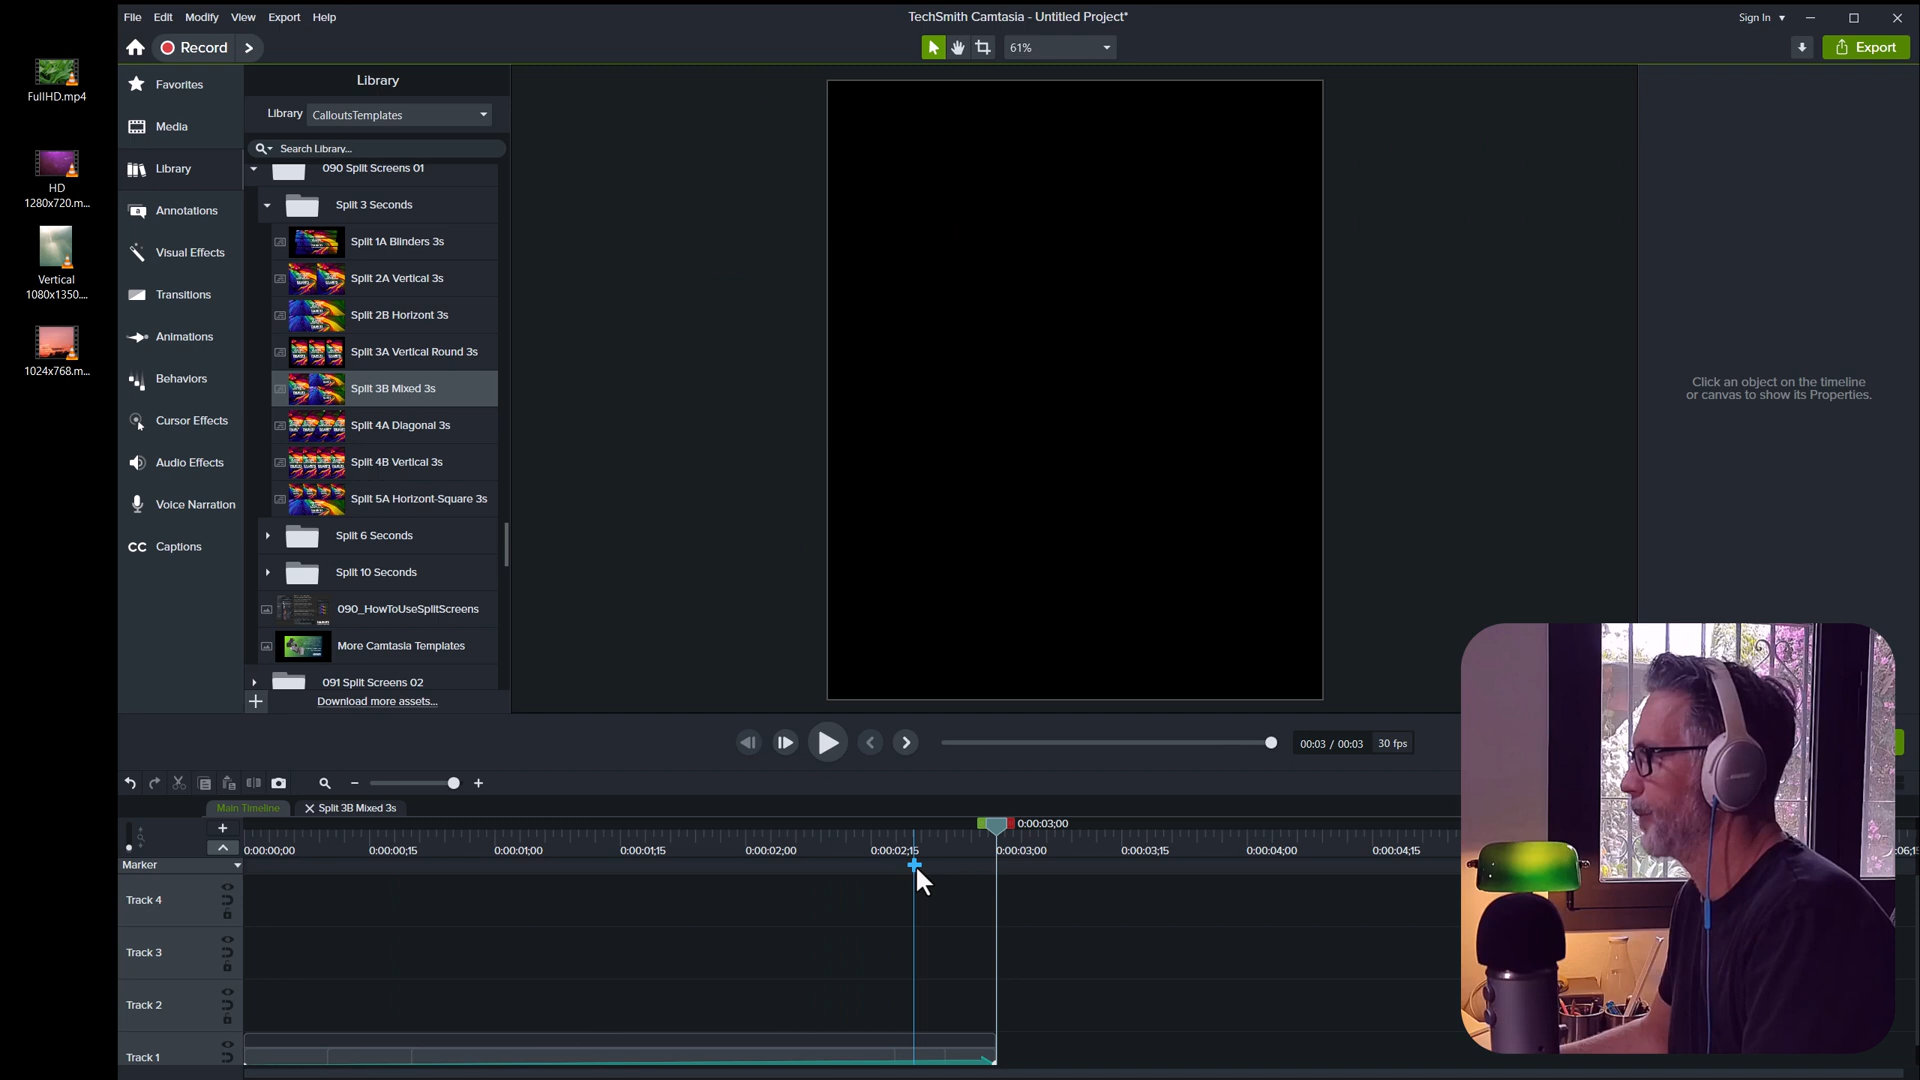 File Edit Modify View Export Help
TechSmith Camtasia - Untitled Project*
Sign In
Record
61%
Export
FullHD.mp4
HD
1280x720.m...
Vertical
1080x1350....
1024x768.m...
Favorites
Media
Library
Annotations
Visual Effects
Transitions
Animations
Behaviors
Cursor Effects
Audio Effects
Voice Narration
CC Captions
Library
Library CalloutsTemplates
Search Library...
090 Split Screens 01
Split 3 Seconds
Split 1A Blinders 3s
Split 2A Vertical 3s
Split 2B Horizont 3s
Split 3A Vertical Round 3s
Split 3B Mixed 3s
Split 4A Diagonal 3s
Split 4B Vertical 3s
Split 5A Horizont-Square 3s
Split 6 Seconds
Split 10 Seconds
090_HowToUseSplitScreens
More Camtasia Templates
091 Split Screens 02
Download more assets...
Click an object on the timeline
or canvas to show its Properties.
00:03 / 00:03 30 fps
Main Timeline Split 3B Mixed 3s
0:00:03;00
0:00:00;00 0:00:00;15 0:00:01;00 0:00:01;15 0:00:02;00 0:00:02;15 0:00:03;00 0:00:03;15 0:00:04;00 0:00:04;15
Marker
Track 4
Track 3
Track 2
Track 1